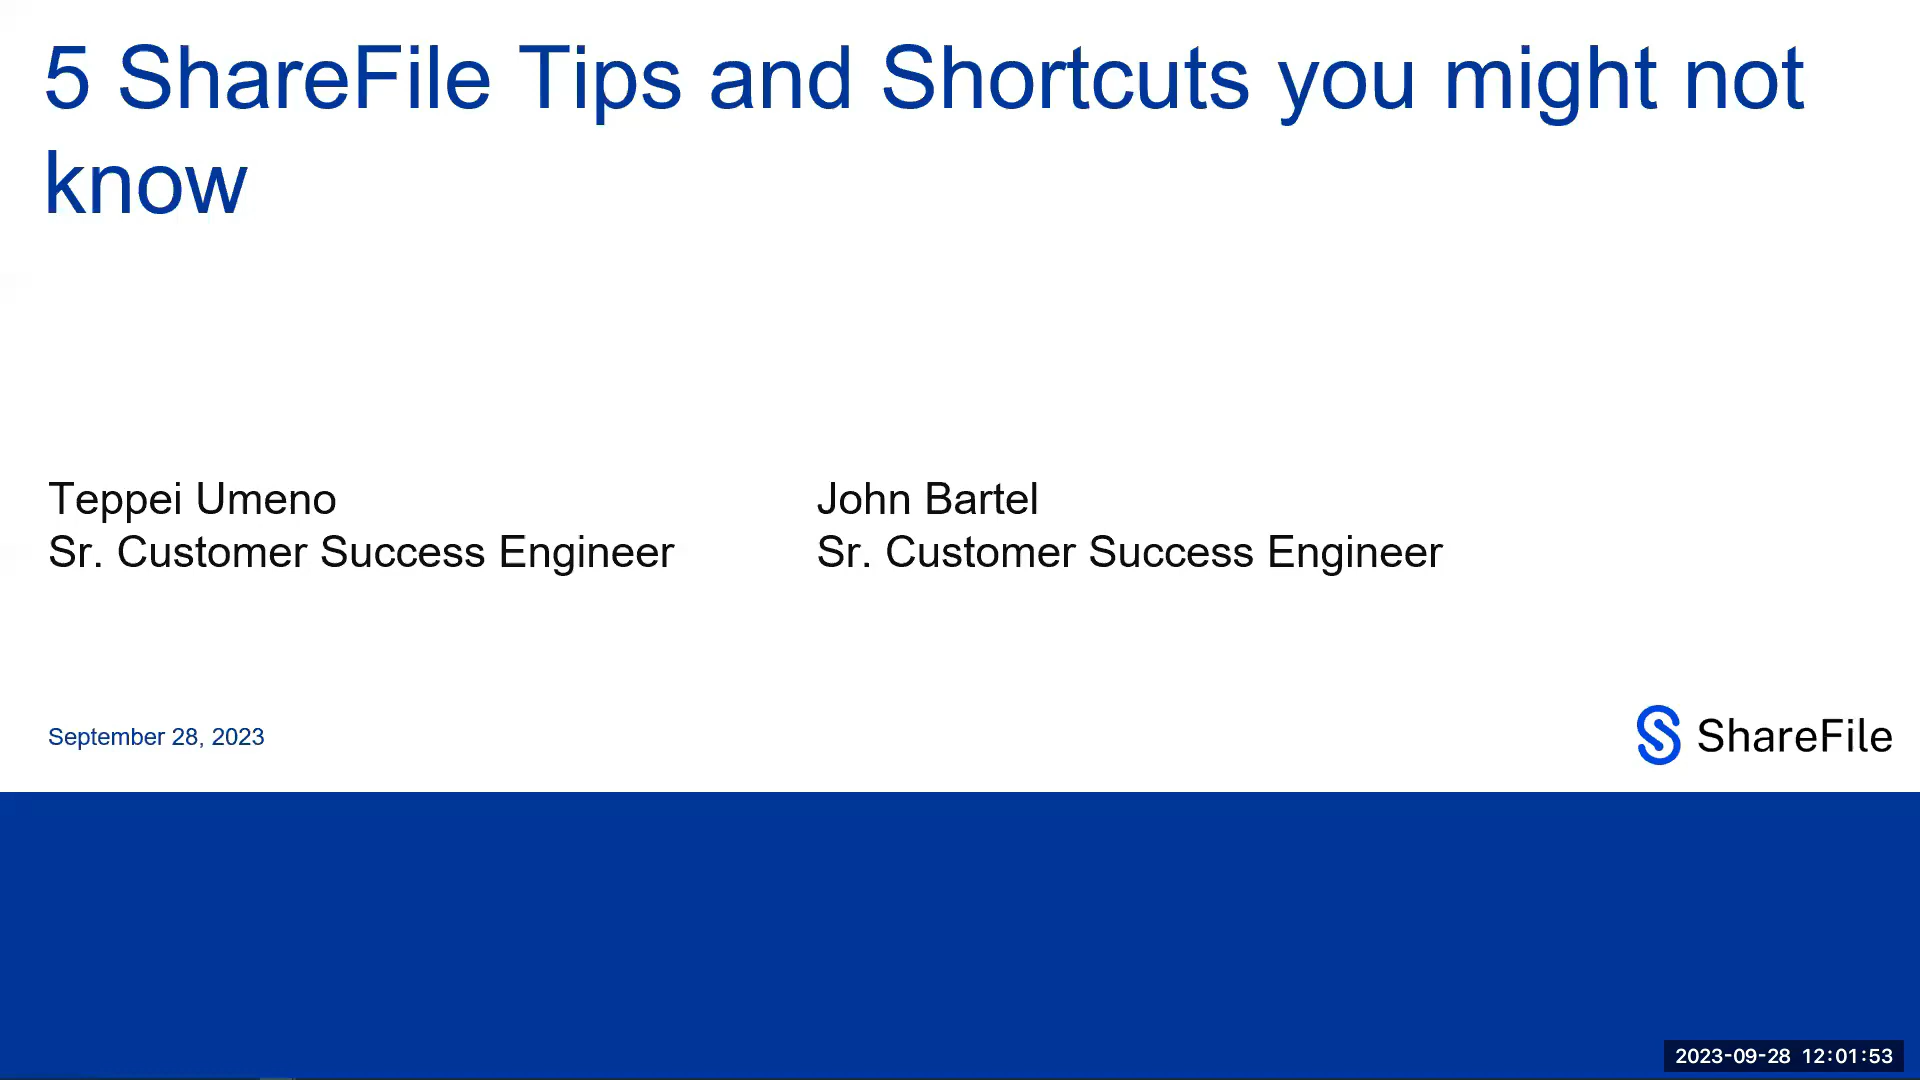 5 ShareFile Tips and Shortcuts you might not
know
Teppei Umeno
Sr. Customer Success Engineer
John Bartel
Sr. Customer Success Engineer
September 28, 2023
ShareFile
2023-09-28 12:01:53